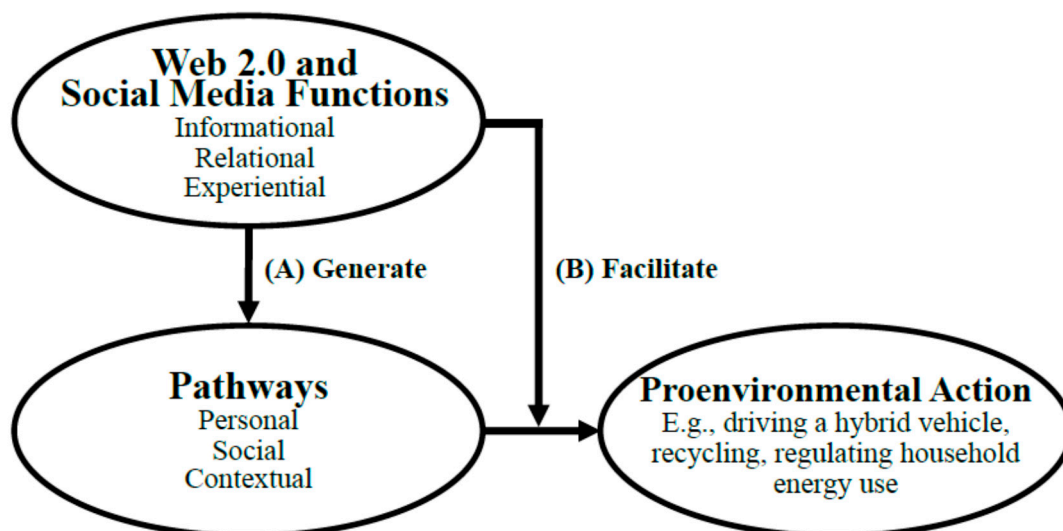 Web 2.0 and
Social Media Functions
Informational
Relational
Experiential
(A) Generate
(B) Facilitate
Pathways
Personal
Social
Contextual
Proenvironmental Action
E.g., driving a hybrid vehicle,
recycling, regulating household
energy use